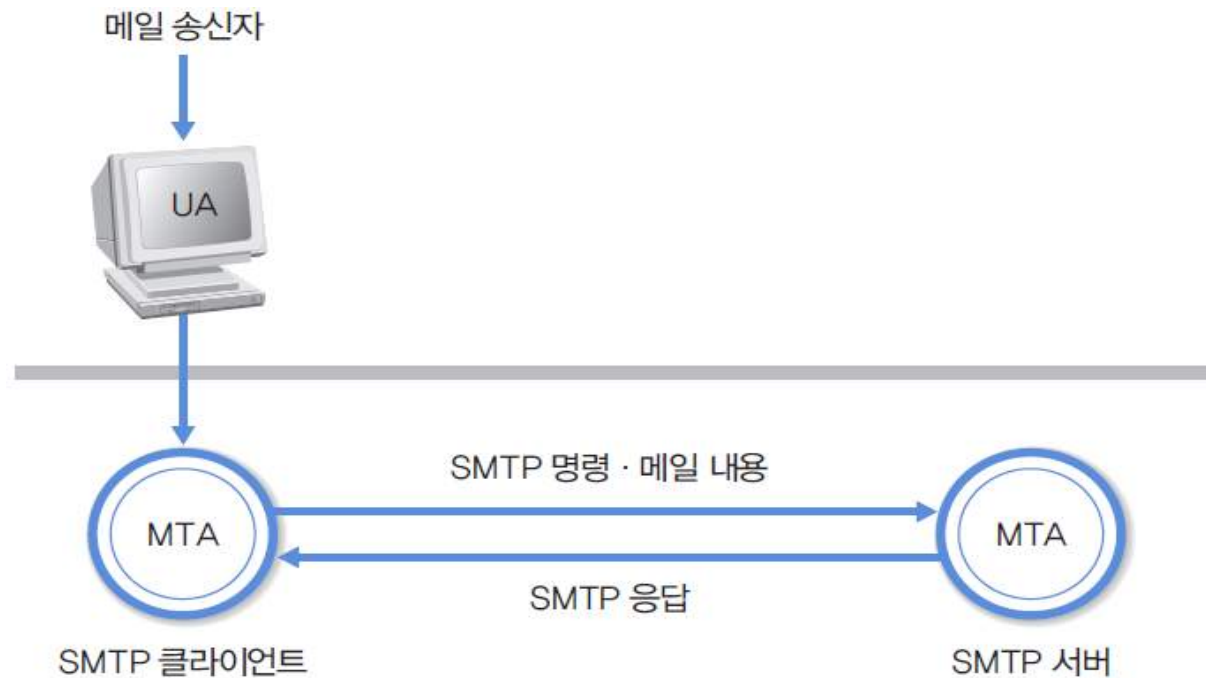 메일 송신자
UA
SMTP 명령 · 메일 내용
MTA
MTA
SMTP 응답
SMTP 클라이언트
SMTP 서버